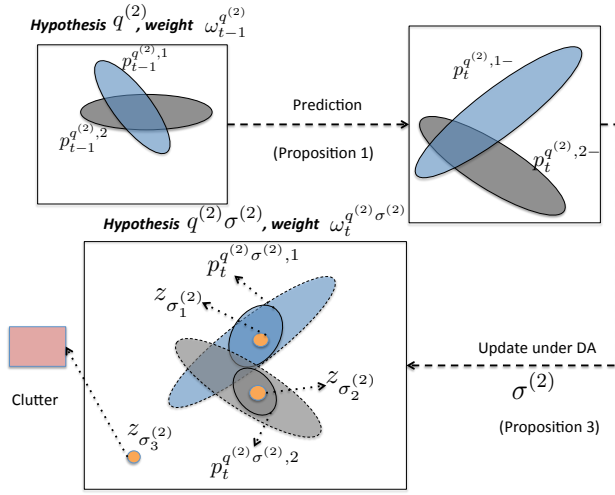 Hypothesis q^{(2)}, weight ω_{t-1}^{q^{(2)}}
p_{t-1}^{q^{(2)},1}
p_{t-1}^{q^{(2)},2}
Prediction
(Proposition 1)
p_t^{q^{(2)},1-}
p_t^{q^{(2)},2-}
Hypothesis q^{(2)}σ^{(2)}, weight ω_t^{q^{(2)}σ^{(2)}}
p_t^{q^{(2)}σ^{(2)},1}
z_{σ_1^{(2)}}
z_{σ_2^{(2)}}
p_t^{q^{(2)}σ^{(2)},2}
Clutter
z_{σ_3^{(2)}}
Update under DA
σ^{(2)}
(Proposition 3)